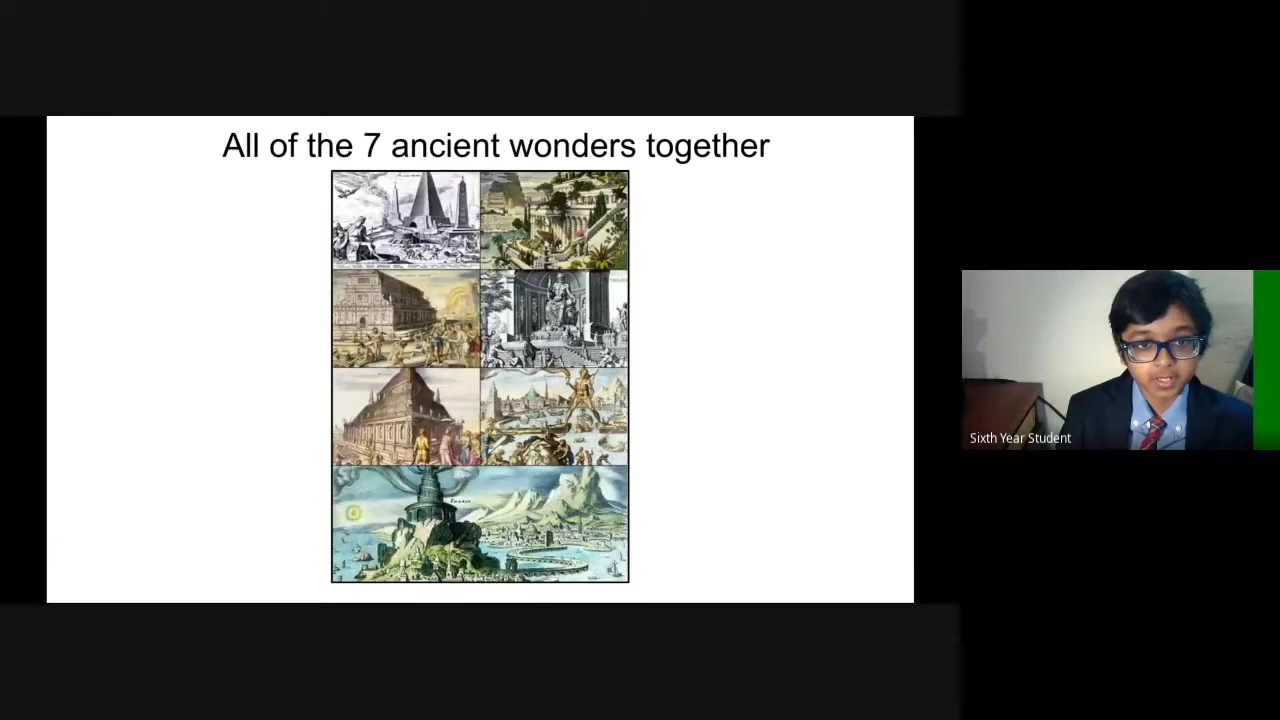 All of the 7 ancient wonders together
Sixth Year Student